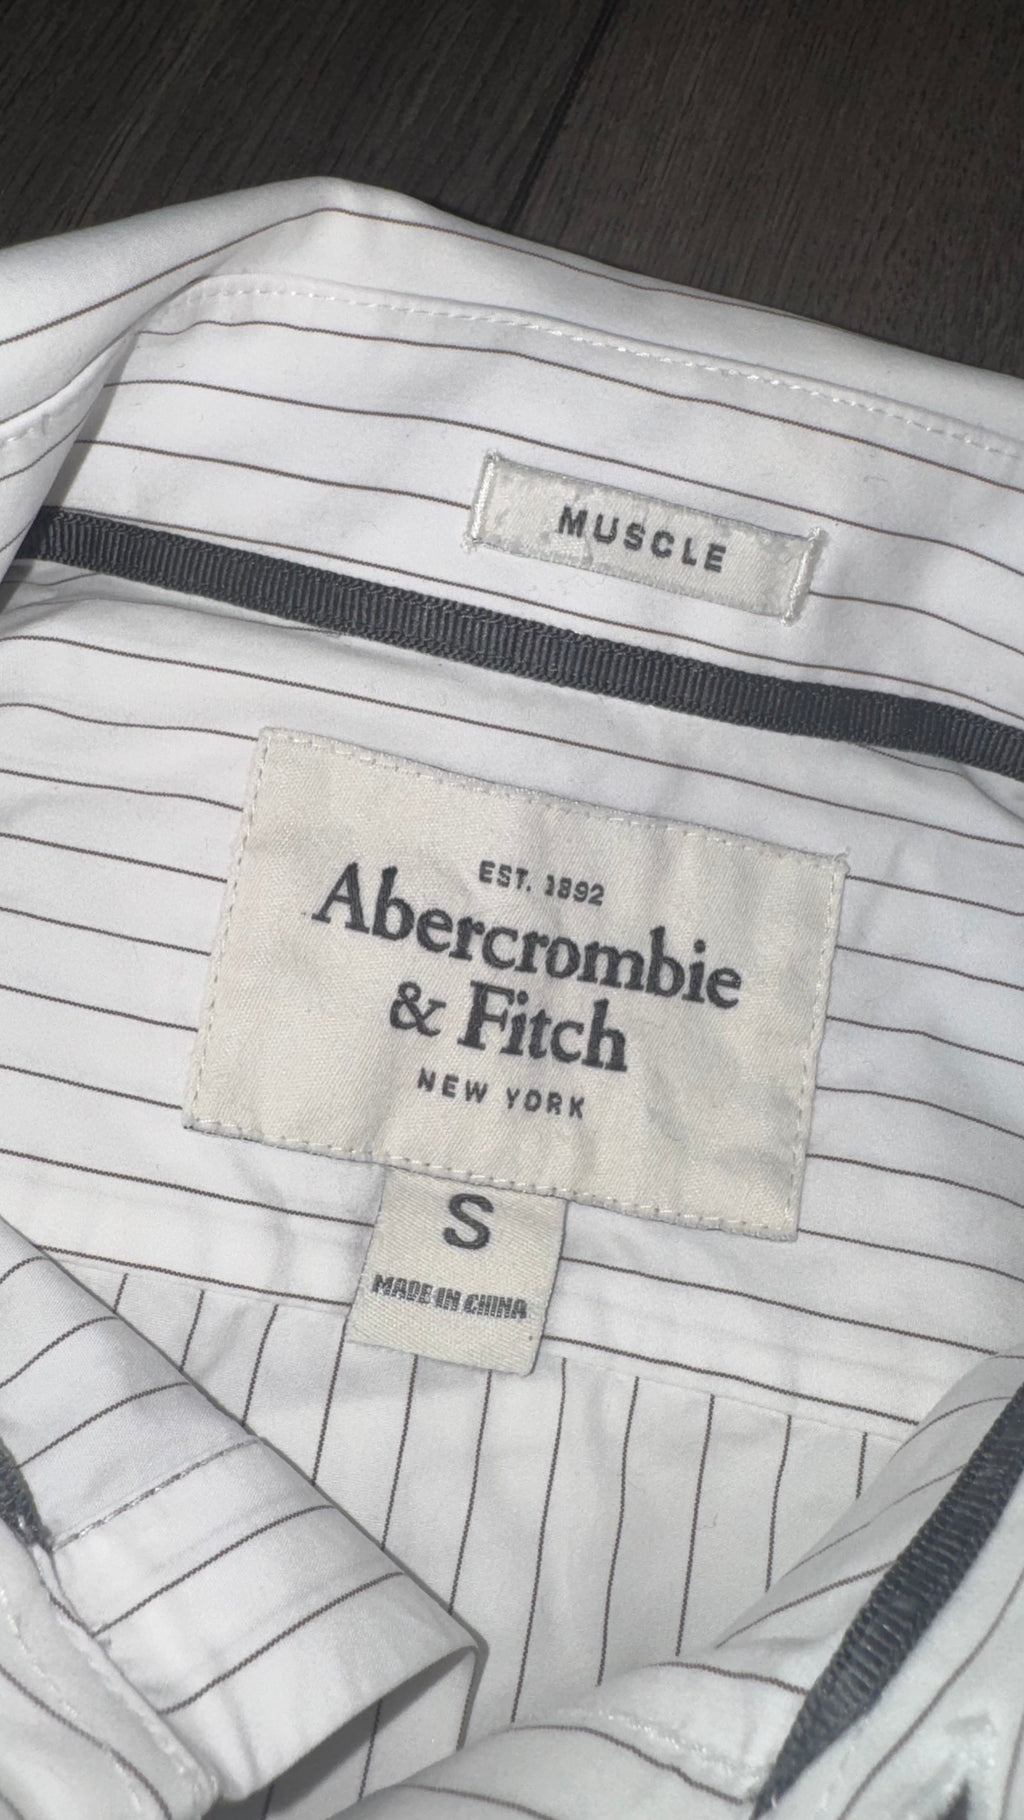 MUSCLE
EST. 1892
Abercrombie
& Fitch
NEW YORK
S
MADE IN CHINA